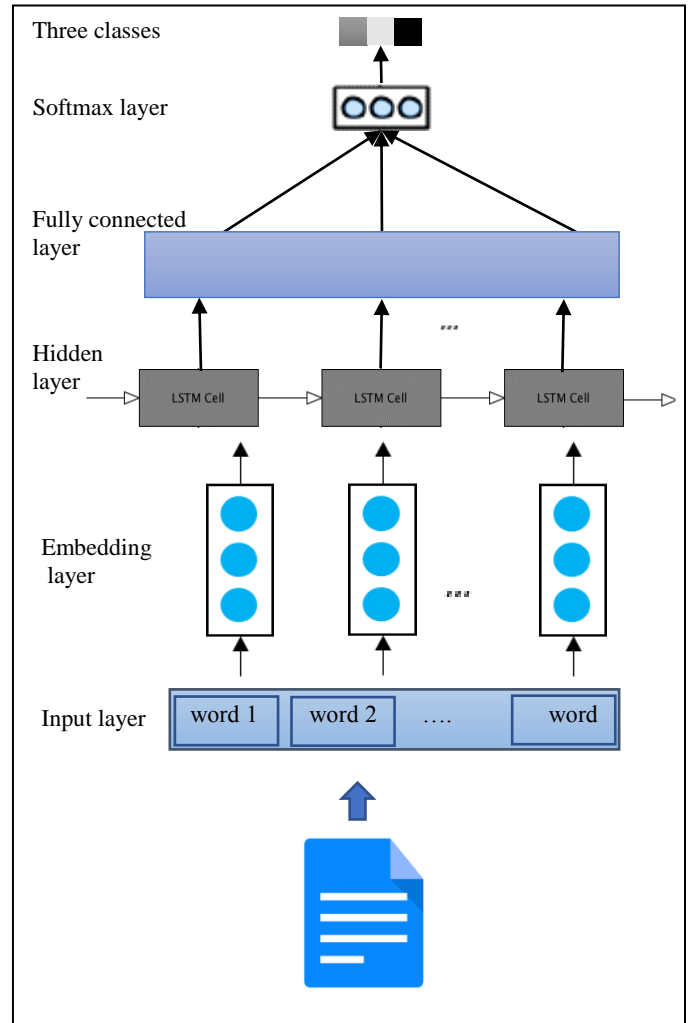 Three classes
Softmax layer
Fully connected
layer
...
Hidden
layer
LSTM Cell LSTM Cell LSTM Cell
Embedding
layer
...
Input layer word 1 word 2 .... word